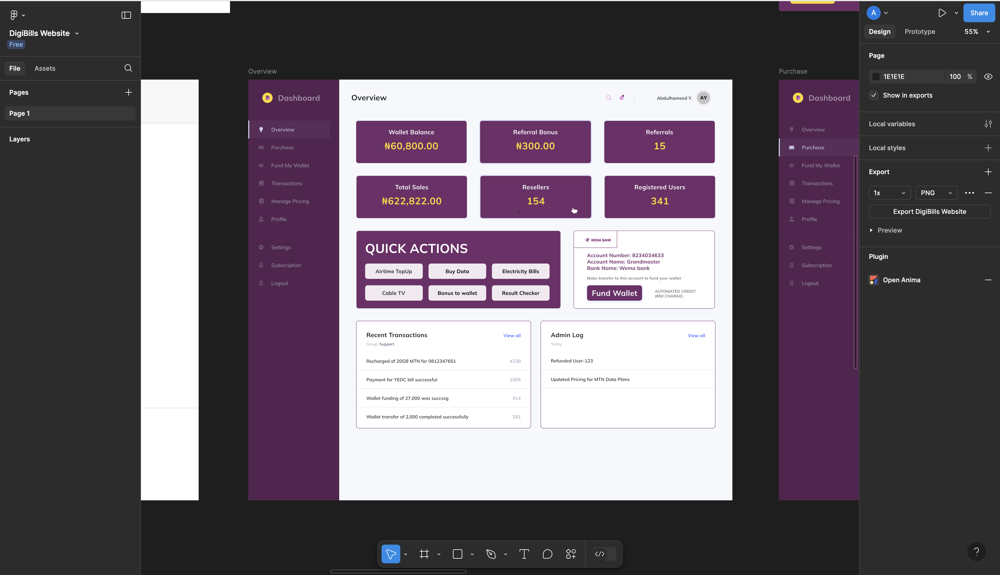 DigiBills Website
Free
File
Assets
Pages
Page 1
Layers
Overview
Dashboard
Overview
Purchase
Fund My Wallet
Transactions
Manage Pricing
Profile
Settings
Subscription
Logout
Overview
Abdulhameed Y.
AY
Wallet Balance
₦60,800.00
Referral Bonus
₦300.00
Referrals
15
Total Sales
₦622,822.00
Resellers
154
Registered Users
341
QUICK ACTIONS
Airtime TopUp
Buy Data
Electricity Bills
Cable TV
Bonus to wallet
Result Checker
WEMA BANK
Account Number: 8234034633
Account Name: Grandmaster
Bank Name: Wema bank
Make transfer to this account to fund your wallet
Fund Wallet
AUTOMATED CREDIT
(₦50 CHARGE)
Recent Transactions
View all
Group: Support
Recharged of 20GB MTN for 0812347651
4238
Payment for YEDC bill successful
1005
Wallet funding of 27,000 was succssg
914
Wallet transfer of 2,000 completed successfully
281
Admin Log
View all
Today
Refunded User-123
Updated Pricing for MTN Data Plans
Purchase
Dashboard
Overview
Purchase
Fund My Wallet
Transactions
Manage Pricing
Profile
Settings
Subscription
Logout
A
Share
Design
Prototype
55%
Page
1E1E1E
100 %
Show in exports
Local variables
Local styles
Export
1x
PNG
Export DigiBills Website
Preview
Plugin
Open Anima
?